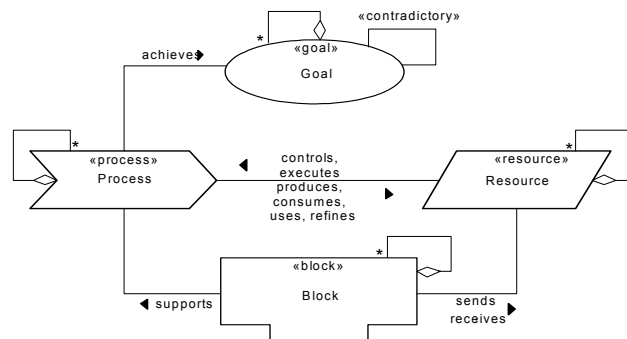 «contradictory»
*
«goal»
achieves
Goal
*
«process»
Process
controls,
executes
produces,
consumes,
uses, refines
*
«resource»
Resource
*
«block»
Block
supports
sends
receives